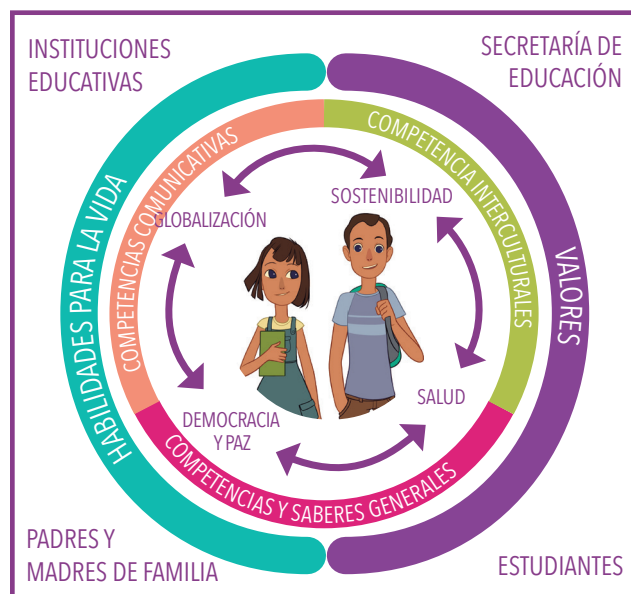 INSTITUCIONES
EDUCATIVAS
SECRETARÍA DE
EDUCACIÓN
HABILIDADES PARA LA VIDA
VALORES
COMPETENCIAS COMUNICATIVAS
COMPETENCIA INTERCULTURALES
COMPETENCIAS Y SABERES GENERALES
GLOBALIZACIÓN
SOSTENIBILIDAD
DEMOCRACIA
Y PAZ
SALUD
PADRES Y
MADRES DE FAMILIA
ESTUDIANTES